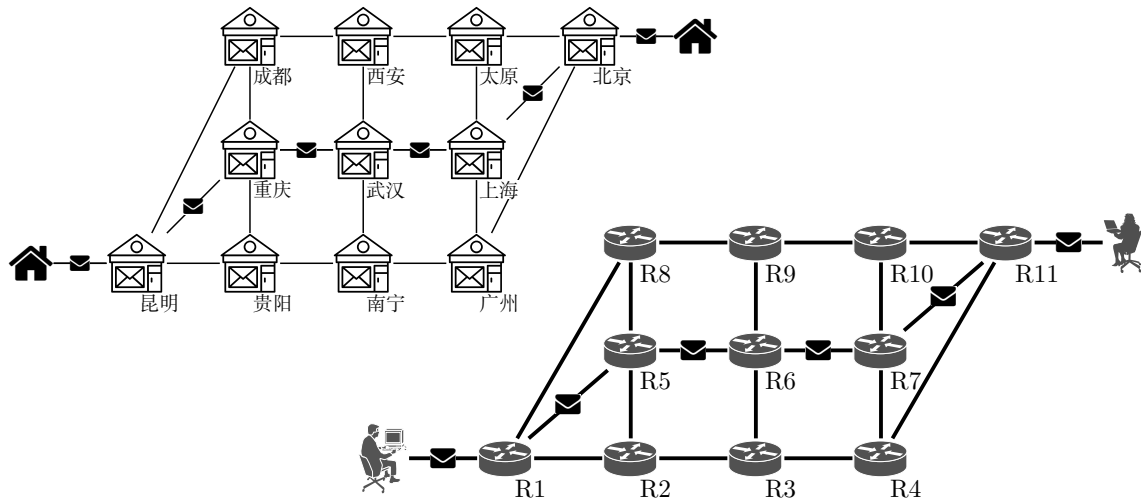 成都 西安 太原 北京
重庆 武汉 上海
昆明 贵阳 南宁 广州
R8 R9 R10 R11
R5 R6 R7
R1 R2 R3 R4